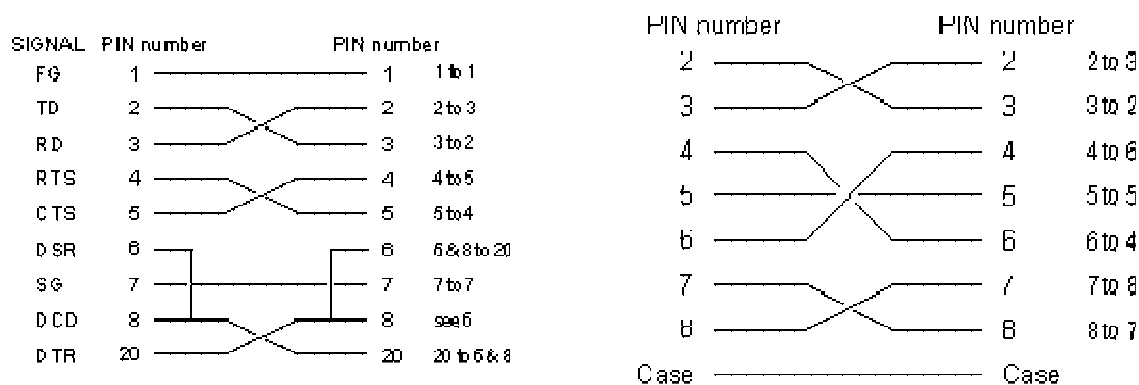 SIGNAL PIN number PIN number
FG 1 1 1 to 1
TD 2 2 2 to 3
RD 3 3 3 to 2
RTS 4 4 4 to 5
CTS 5 5 5 to 4
DSR 6 6 6 & 8 to 20
SG 7 7 7 to 7
DCD 8 8 see 6
DTR 20 20 20 to 6 & 8
PIN number PIN number
2 2 2 to 3
3 3 3 to 2
4 4 4 to 6
5 5 5 to 5
6 6 6 to 4
7 7 7 to 8
8 8 8 to 7
Case Case